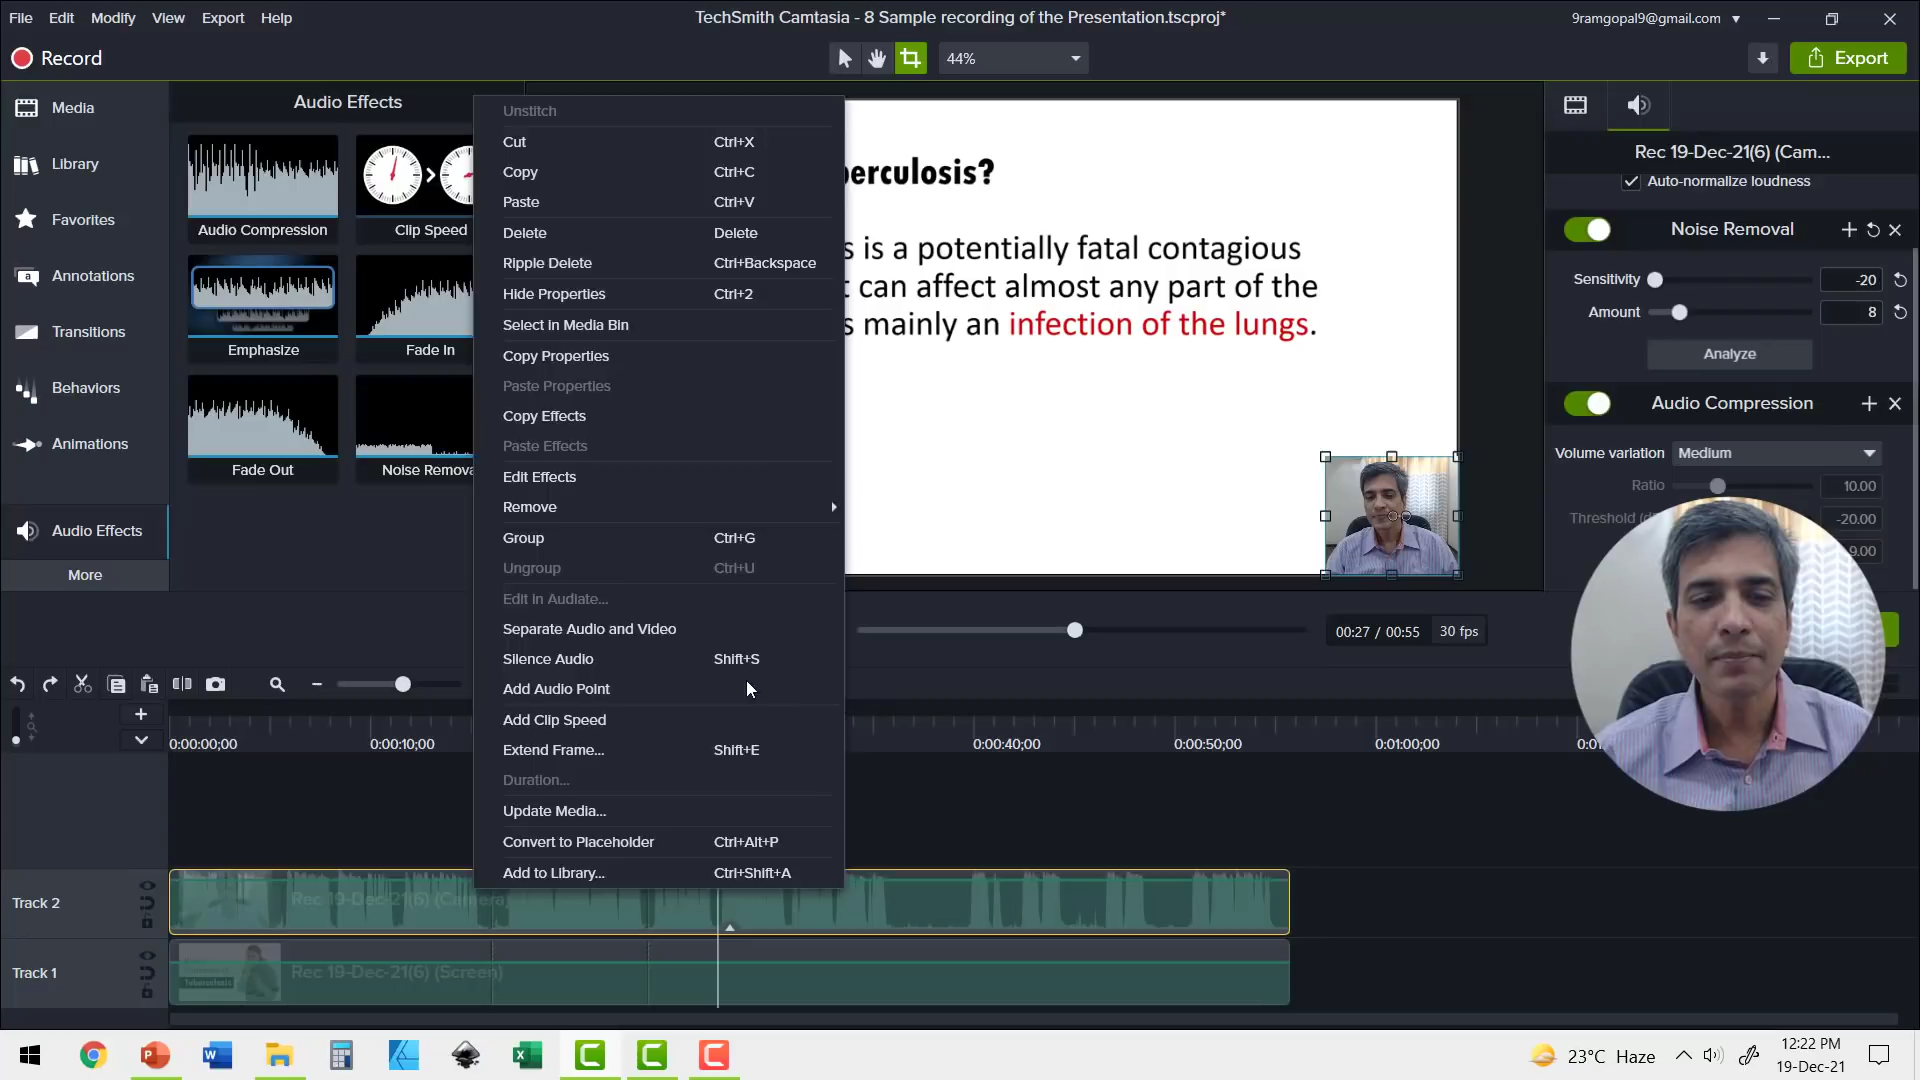 File Edit Modify View Export Help
TechSmith Camtasia - 8 Sample recording of the Presentation.tscproj*
9ramgopal9@gmail.com
Record
44%
Export
Media
Library
Favorites
Annotations
Transitions
Behaviors
Animations
Audio Effects
More
Audio Effects
Audio Compression
Clip Speed
Emphasize
Fade In
Fade Out
Noise Remova
Unstitch
Cut Ctrl+X
Copy Ctrl+C
Paste Ctrl+V
Delete Delete
Ripple Delete Ctrl+Backspace
Hide Properties Ctrl+2
Select in Media Bin
Copy Properties
Paste Properties
Copy Effects
Paste Effects
Edit Effects
Remove
Group Ctrl+G
Ungroup Ctrl+U
Edit in Audiate...
Separate Audio and Video
Silence Audio Shift+S
Add Audio Point
Add Clip Speed
Extend Frame... Shift+E
Duration...
Update Media...
Convert to Placeholder Ctrl+Alt+P
Add to Library... Ctrl+Shift+A
berculosis?
s is a potentially fatal contagious
t can affect almost any part of the
s mainly an infection of the lungs.
Rec 19-Dec-21(6) (Cam...
Auto-normalize loudness
Noise Removal
Sensitivity -20
Amount 8
Analyze
Audio Compression
Volume variation Medium
Ratio 10.00
Threshold (d -20.00
9.00
00:27 / 00:55 30 fps
0:00:00;00 0:00:10;00 0:00:40;00 0:00:50;00 0:01:00;00
Track 2
Rec 19-Dec-21(6) (Camera)
Track 1
Rec 19-Dec-21(6) (Screen)
Tuberculosis
23°C Haze
12:22 PM
19-Dec-21